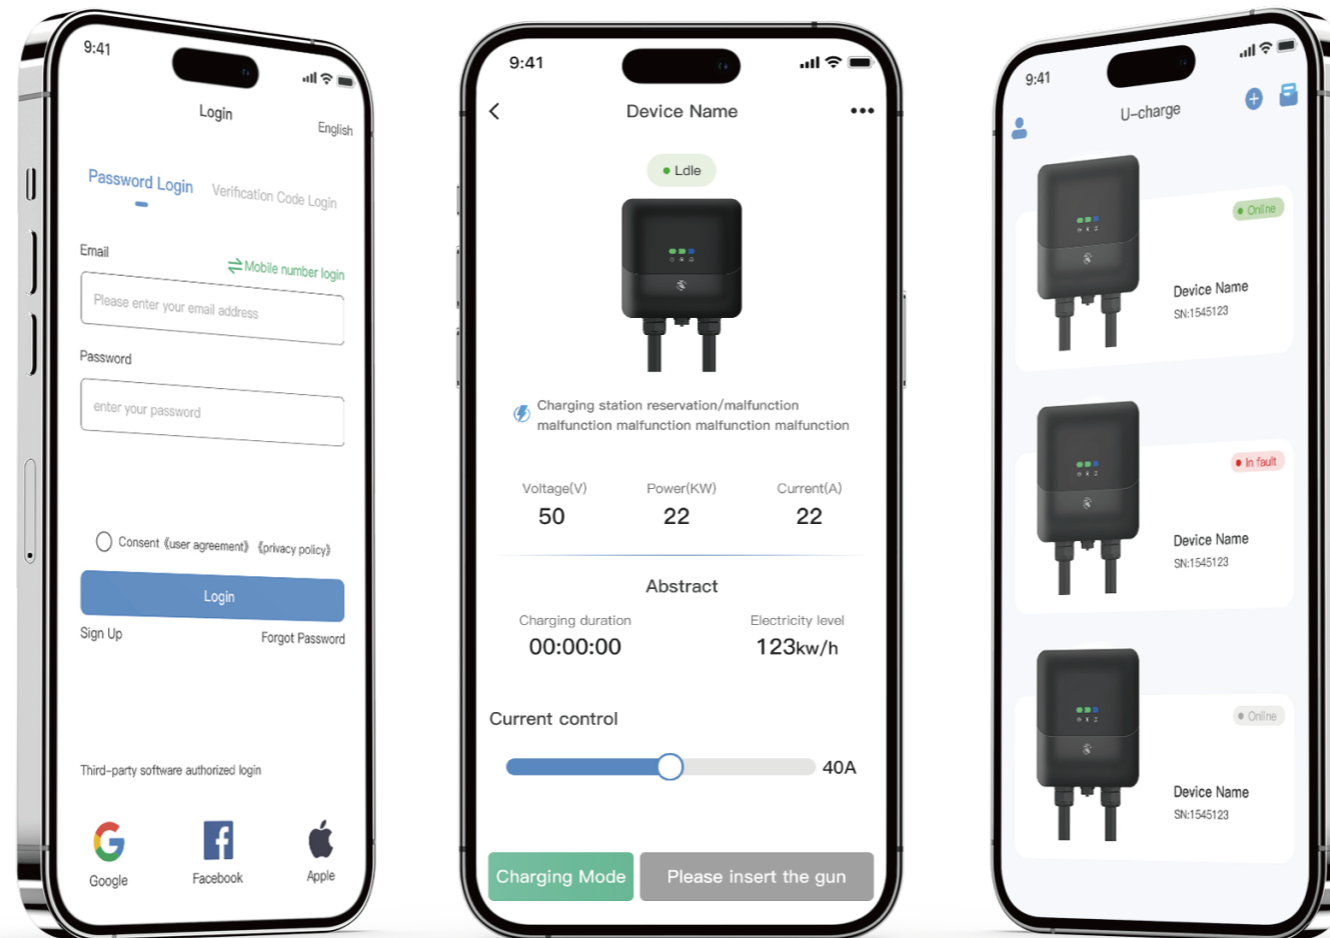 9:41
Login
English
Password Login
Verification Code Login
Email
Mobile number login
Please enter your email address
Password
enter your password
Consent 《user agreement》 《privacy policy》
Login
Sign Up
Forgot Password
Third-party software authorized login
Google
Facebook
Apple
9:41
Device Name
Ldle
Charging station reservation/malfunction
malfunction malfunction malfunction malfunction
Voltage(V)
Power(KW)
Current(A)
50
22
22
Abstract
Charging duration
Electricity level
00:00:00
123kw/h
Current control
40A
Charging Mode
Please insert the gun
9:41
U-charge
Online
Device Name
SN:1545123
In fault
Device Name
SN:1545123
Online
Device Name
SN:1545123